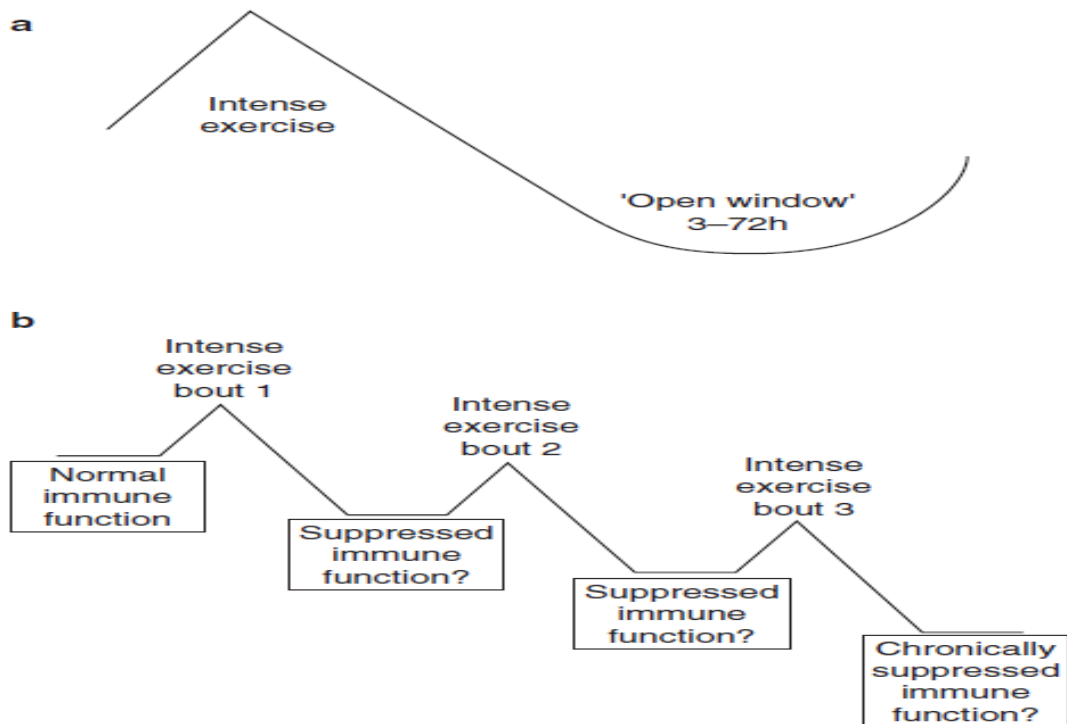 a
Intense
exercise
'Open window'
3–72h
b
Intense
exercise
bout 1
Intense
exercise
bout 2
Intense
exercise
bout 3
Normal
immune
function
Suppressed
immune
function?
Suppressed
immune
function?
Chronically
suppressed
immune
function?